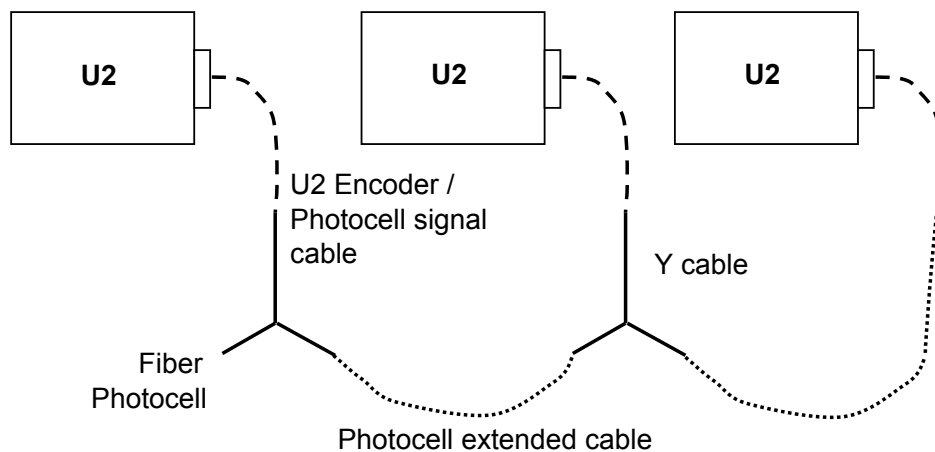 U2
U2
U2
U2 Encoder /
Photocell signal
cable
Y cable
Fiber
Photocell
Photocell extended cable